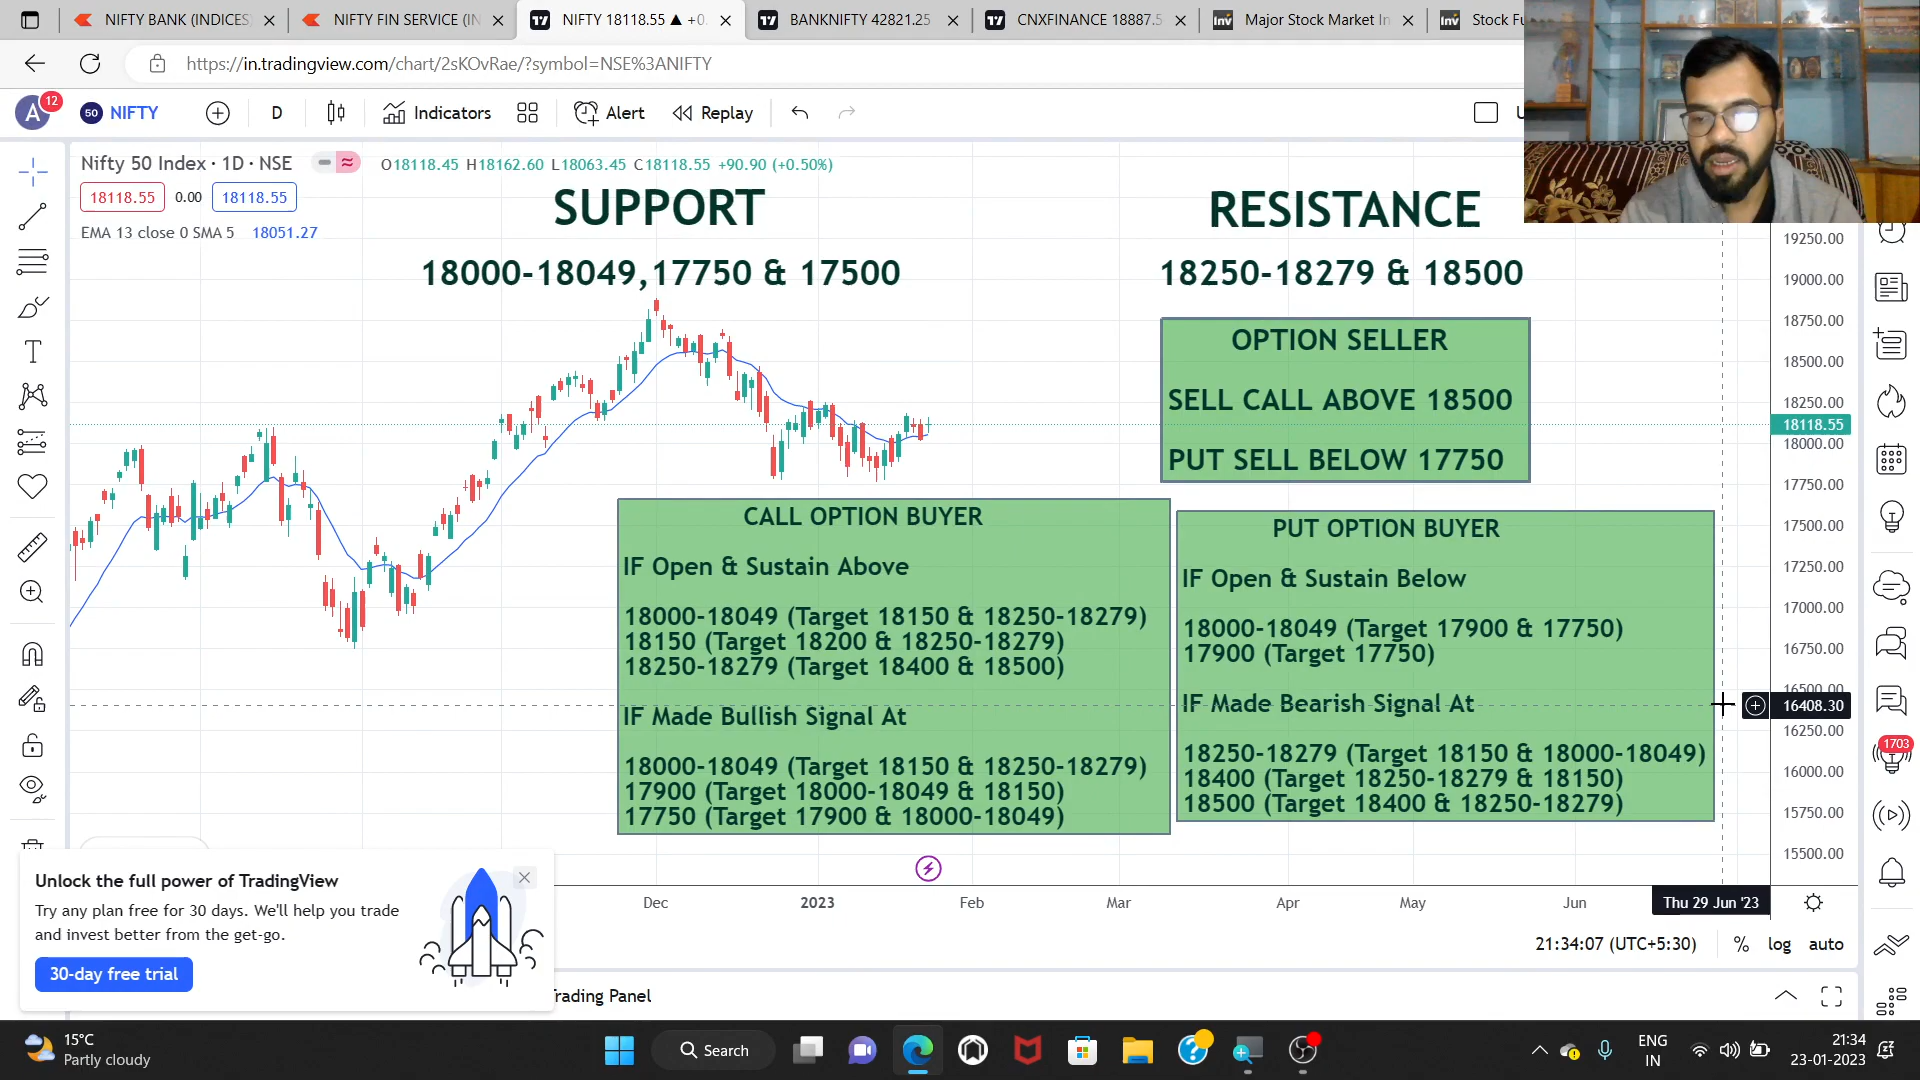 NIFTY BANK (INDICES)
NIFTY FIN SERVICE (IN
NIFTY 18118.55 ▲ +0.
BANKNIFTY 42821.25
CNXFINANCE 18887.5
Major Stock Market In
Stock Fu
https://in.tradingview.com/chart/2sKOvRae/?symbol=NSE%3ANIFTY
A
12
50
NIFTY
D
Indicators
Alert
Replay
Nifty 50 Index · 1D · NSE
O18118.45 H18162.60 L18063.45 C18118.55 +90.90 (+0.50%)
18118.55 0.00 18118.55
EMA 13 close 0 SMA 5 18051.27
SUPPORT
18000-18049,17750 & 17500
RESISTANCE
18250-18279 & 18500
OPTION SELLER
SELL CALL ABOVE 18500
PUT SELL BELOW 17750
CALL OPTION BUYER
IF Open & Sustain Above
18000-18049 (Target 18150 & 18250-18279)
18150 (Target 18200 & 18250-18279)
18250-18279 (Target 18400 & 18500)
IF Made Bullish Signal At
18000-18049 (Target 18150 & 18250-18279)
17900 (Target 18000-18049 & 18150)
17750 (Target 17900 & 18000-18049)
PUT OPTION BUYER
IF Open & Sustain Below
18000-18049 (Target 17900 & 17750)
17900 (Target 17750)
IF Made Bearish Signal At
18250-18279 (Target 18150 & 18000-18049)
18400 (Target 18250-18279 & 18150)
18500 (Target 18400 & 18250-18279)
19250.00
19000.00
18750.00
18500.00
18250.00
18118.55
18000.00
17750.00
17500.00
17250.00
17000.00
16750.00
16500.00
16408.30
16250.00
16000.00
15750.00
15500.00
1703
Dec
2023
Feb
Mar
Apr
May
Jun
Thu 29 Jun '23
21:34:07 (UTC+5:30)
%
log
auto
Unlock the full power of TradingView
Try any plan free for 30 days. We'll help you trade
and invest better from the get-go.
30-day free trial
Trading Panel
15°C
Partly cloudy
Search
ENG
IN
21:34
23-01-2023